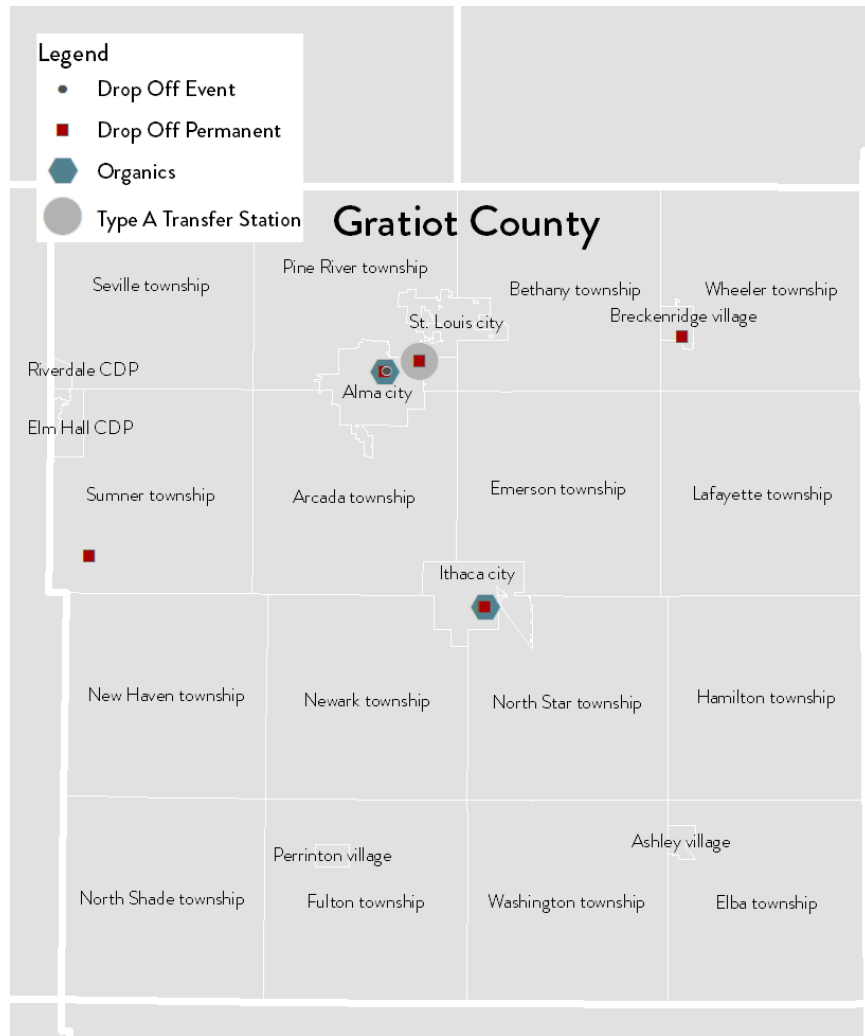 Legend
Drop Off Event
Drop Off Permanent
Organics
Type A Transfer Station
Gratiot County
Seville township
Pine River township
Bethany township
Wheeler township
St. Louis city
Breckenridge village
Riverdale CDP
Alma city
Elm Hall CDP
Sumner township
Arcada township
Emerson township
Lafayette township
Ithaca city
New Haven township
Newark township
North Star township
Hamilton township
Perrinton village
Ashley village
North Shade township
Fulton township
Washington township
Elba township